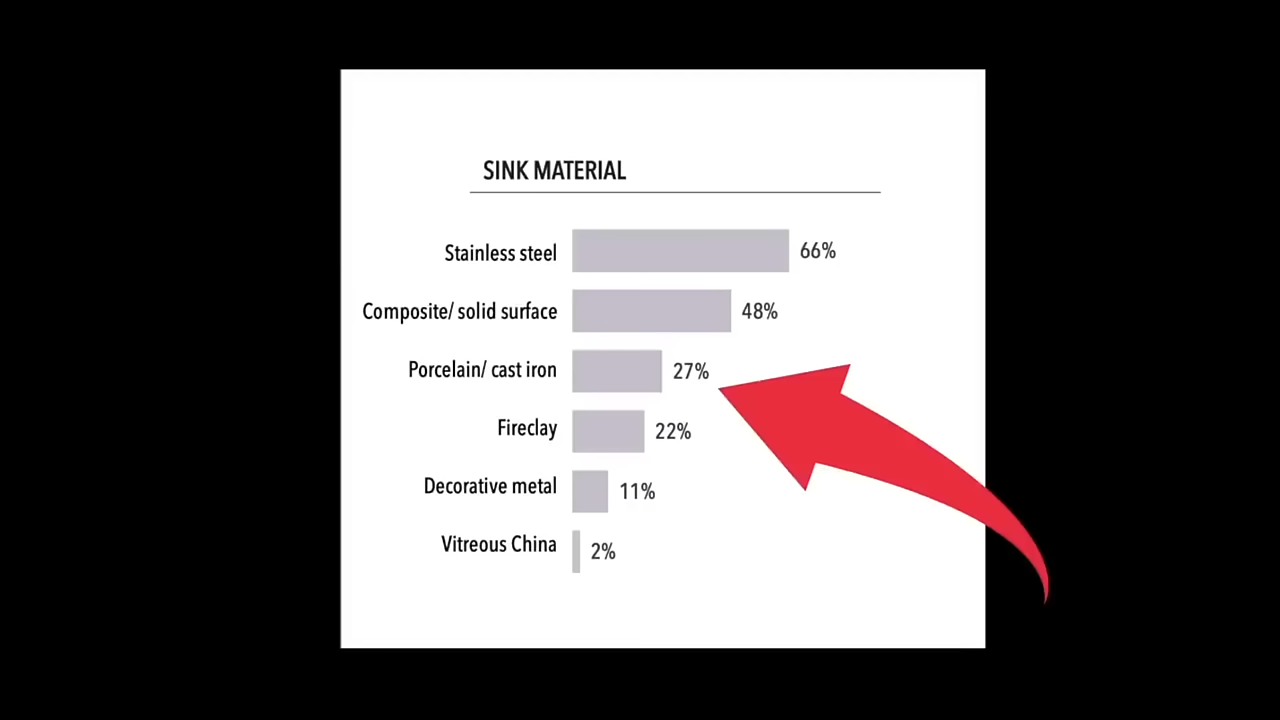 SINK MATERIAL
Stainless steel 66%
Composite/ solid surface 48%
Porcelain/ cast iron 27%
Fireclay 22%
Decorative metal 11%
Vitreous China 2%